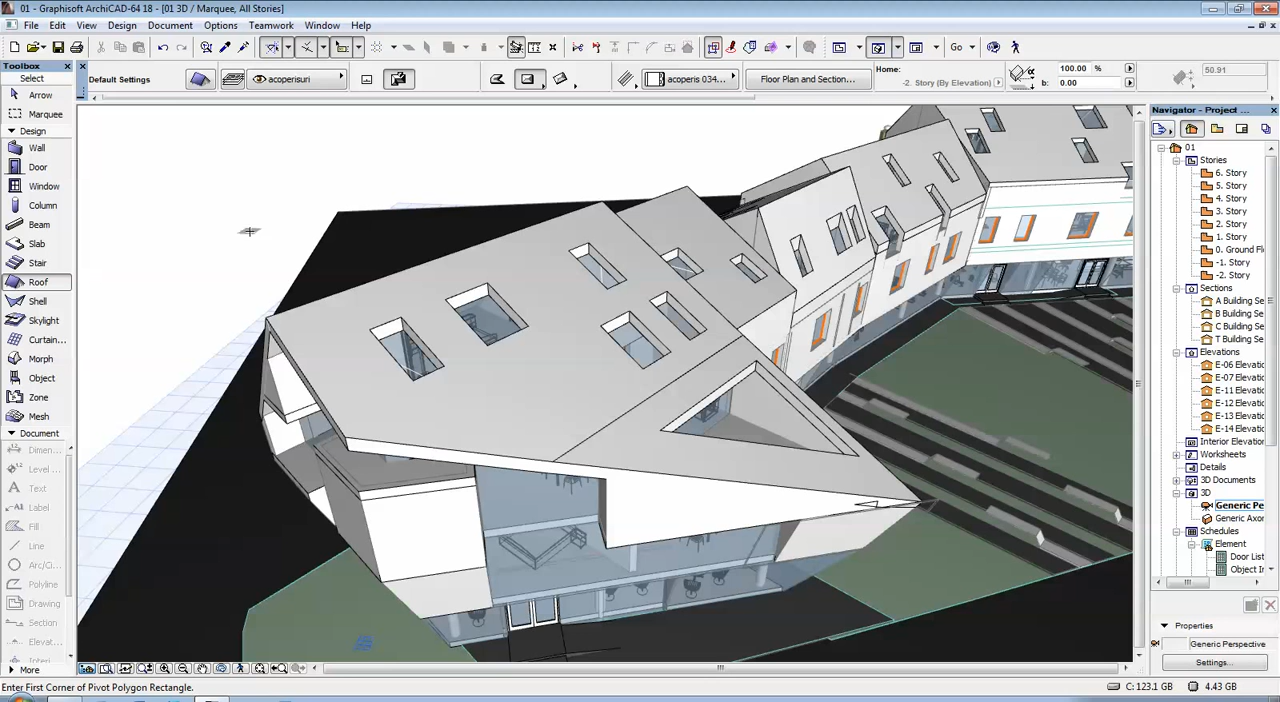 01 - Graphisoft ArchiCAD-64 18 - [01 3D / Marquee, All Stories]
File Edit View Design Document Options Teamwork Window Help
Go
Toolbox
Select
Arrow
Marquee
Design
Wall
Door
Window
Column
Beam
Slab
Stair
Roof
Shell
Skylight
Curtain...
Morph
Object
Zone
Mesh
Document
Dimen...
Level ...
Text
Label
Fill
Line
Arc/Ci...
Polyline
Drawing
Section
Elevat...
Interi
More
Default Settings
acoperisuri
acoperis 034...
Floor Plan and Section...
Home:
-2. Story (By Elevation)
100.00 %
b: 0.00
50.91
Navigator - Project ...
01
Stories
6. Story
5. Story
4. Story
3. Story
2. Story
1. Story
0. Ground Fl
-1. Story
-2. Story
Sections
A Building Se
B Building Se
C Building Se
T Building Se
Elevations
E-06 Elevatio
E-07 Elevatio
E-11 Elevatio
E-12 Elevatio
E-13 Elevatio
E-14 Elevatio
Interior Elevation
Worksheets
Details
3D Documents
3D
Generic Pe
Generic Axon
Schedules
Element
Door List
Object In
Properties
Generic Perspective
Settings...
Enter First Corner of Pivot Polygon Rectangle.
C: 123.1 GB
4.43 GB